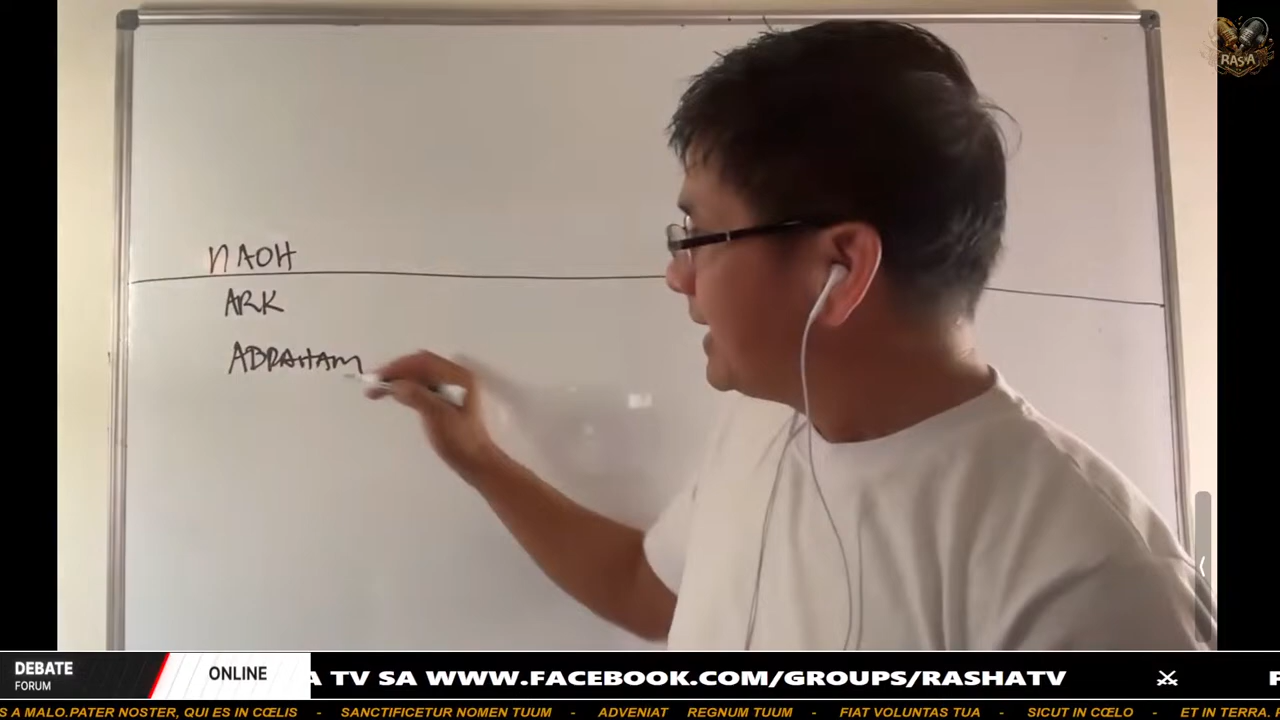 RASA
NAOH
ARK
ABRAHAM
DEBATE
FORUM
ONLINE
A TV SA WWW.FACEBOOK.COM/GROUPS/RASHATV
S A MALO.PATER NOSTER, QUI ES IN CŒLIS - SANCTIFICETUR NOMEN TUUM - ADVENIAT REGNUM TUUM - FIAT VOLUNTAS TUA - SICUT IN CŒLO - ET IN TERRA.